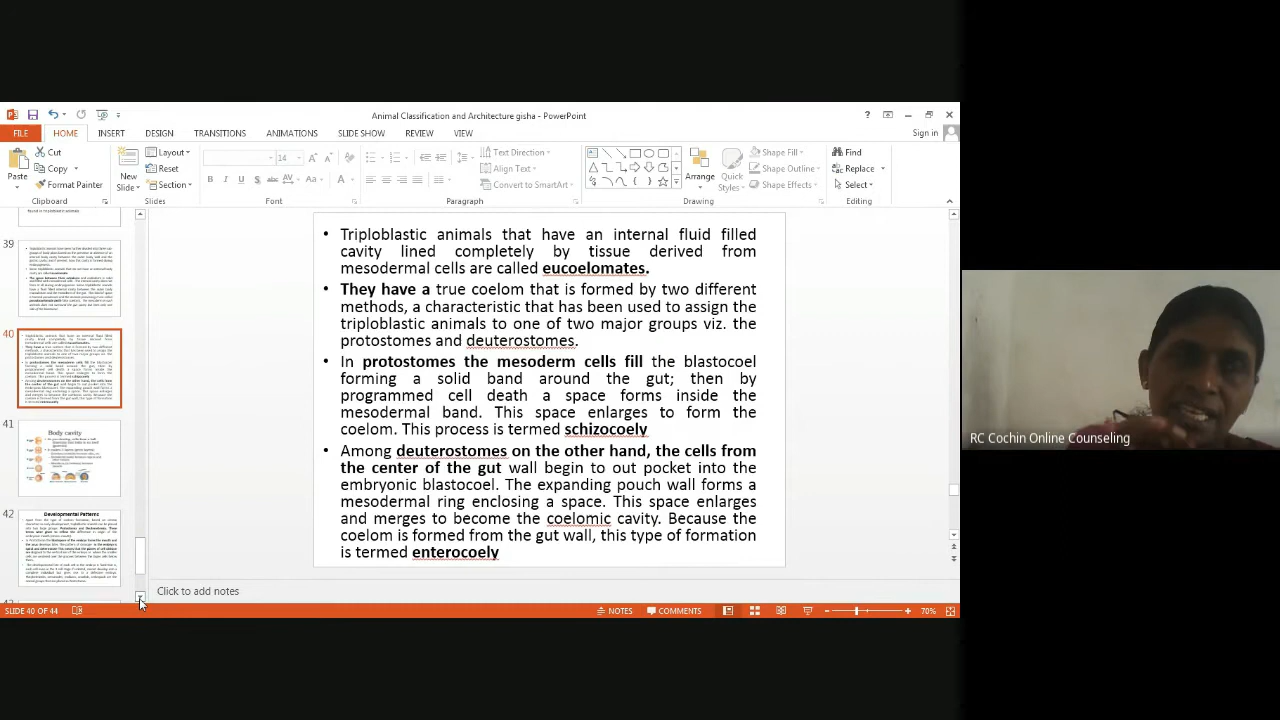 Animal Classification and Architecture gisha - PowerPoint
FILE HOME INSERT DESIGN TRANSITIONS ANIMATIONS SLIDE SHOW REVIEW VIEW Sign in
Paste
Cut
Copy
Format Painter
Clipboard
New Slide
Layout
Reset
Section
Slides
14
Font
Text Direction
Align Text
Convert to SmartArt
Paragraph
Arrange
Quick Styles
Shape Fill
Shape Outline
Shape Effects
Drawing
Find
Replace
Select
Editing
39
40
41
Body cavity
42
Developmental Patterns
• Triploblastic animals that have an internal fluid filled
cavity lined completely by tissue derived from
mesodermal cells are called eucoelomates.
• They have a true coelom that is formed by two different
methods, a characteristic that has been used to assign the
triploblastic animals to one of two major groups viz. the
protostomes and deuterostomes.
• In protostomes the mesoderm cells fill the blastocoel
forming a solid band around the gut; then by
programmed cell death a space forms inside the
mesodermal band. This space enlarges to form the
coelom. This process is termed schizocoely
• Among deuterostomes on the other hand, the cells from
the center of the gut wall begin to out pocket into the
embryonic blastocoel. The expanding pouch wall forms a
mesodermal ring enclosing a space. This space enlarges
and merges to become the coelomic cavity. Because the
coelom is formed from the gut wall, this type of formation
is termed enterocoely
Click to add notes
SLIDE 40 OF 44 NOTES COMMENTS 70%
RC Cochin Online Counseling